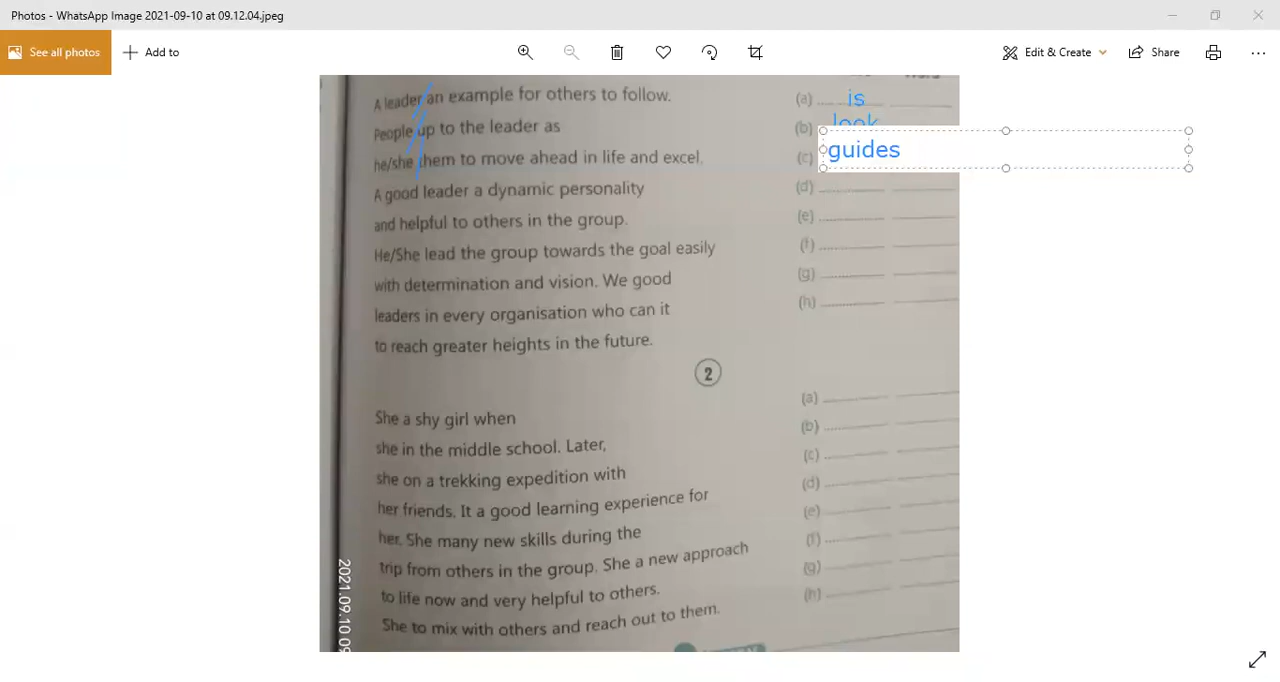 Photos - WhatsApp Image 2021-09-10 at 09.12.04.jpeg
See all photos
Add to
Edit & Create
Share
A leader an example for others to follow. (a) is
People up to the leader as (b) look
he/she them to move ahead in life and excel. (c) guides
A good leader a dynamic personality (d)
and helpful to others in the group. (e)
He/She lead the group towards the goal easily (f)
with determination and vision. We good (g)
leaders in every organisation who can it (h)
to reach greater heights in the future.
2
She a shy girl when (a)
she in the middle school. Later, (b)
she on a trekking expedition with (c)
her friends. It a good learning experience for (d)
her. She many new skills during the (e)
trip from others in the group. She a new approach (f)
to life now and very helpful to others. (g)
She to mix with others and reach out to them. (h)
2021.09.10 09